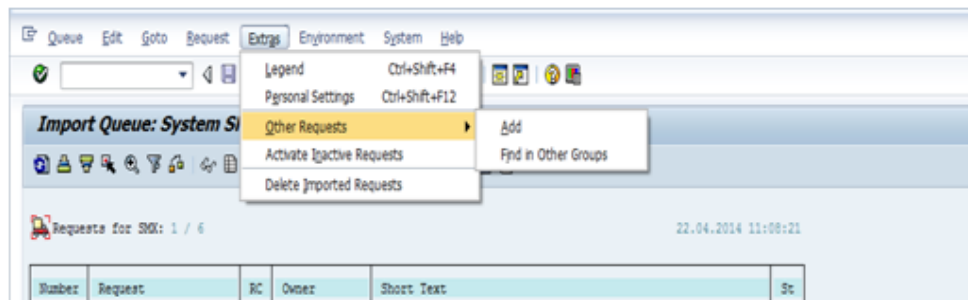 Queue Edit Goto Request Extras Environment System Help
Legend Ctrl+Shift+F4
Personal Settings Ctrl+Shift+F12
Import Queue: System S
Other Requests
Add
Activate Inactive Requests
Find in Other Groups
Delete Imported Requests
Requests for SMX: 1 / 6 22.04.2014 11:08:21
Number Request RC Owner Short Text St